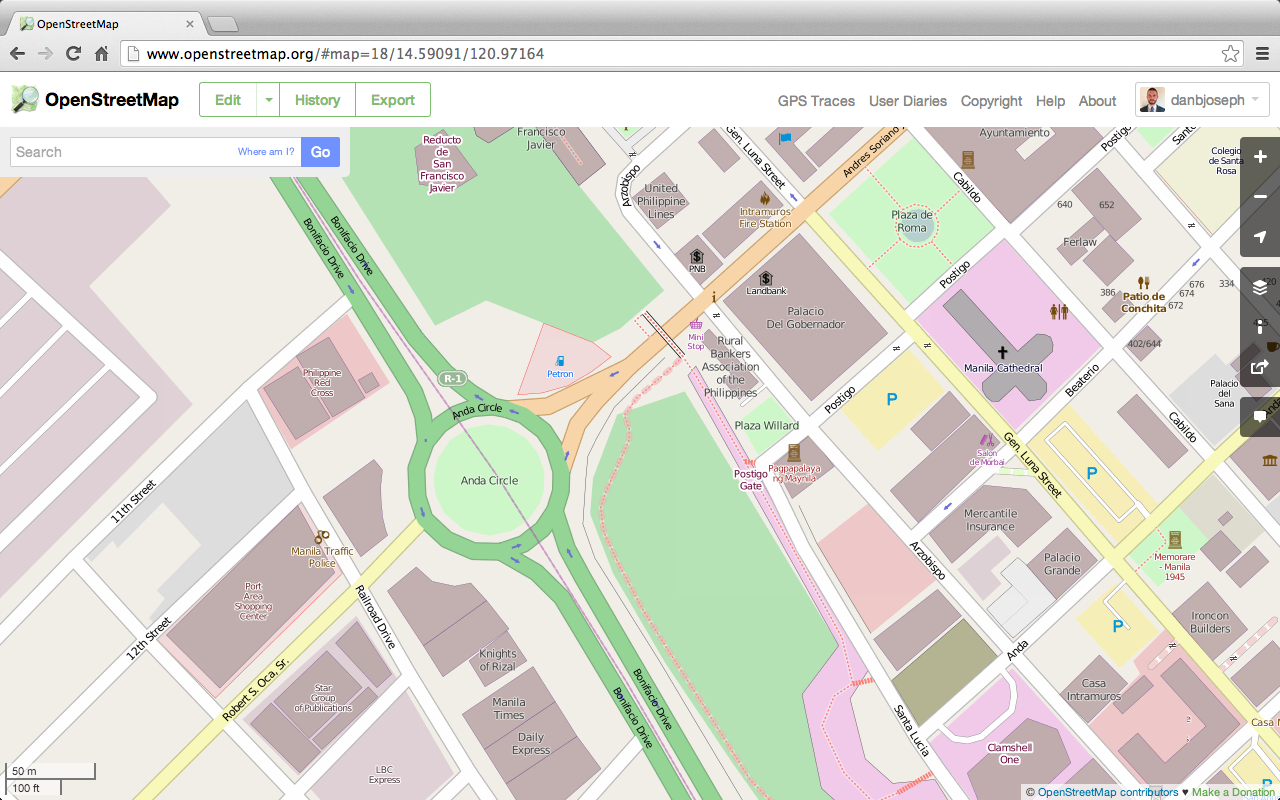 OpenStreetMap
www.openstreetmap.org/#map=18/14.59091/120.97164
OpenStreetMap
Edit
History
Export
GPS Traces
User Diaries
Copyright
Help
About
danbjoseph
Search
Where am I?
Go
Reducto
de
San
Francisco
Javier
Francisco
Javier
Arzobispo
Gen. Luna Street
Andres Soriano
Ayuntamiento
Postigo
Cabildo
Colegio
de Santa
Rosa
United
Philippine
Lines
Intramuros
Fire Station
Plaza de
Roma
640
652
Ferlaw
Bonifacio Drive
Bonifacio Drive
PNB
Landbank
Postigo
Patio de
Conchita
386
676
674
672
334
Palacio
Del Gobernador
Mini
Stop
Rural
Bankers
Association
of the
Philippines
Manila Cathedral
402/644
Petron
R-1
Philippine
Red
Cross
Anda Circle
Postigo
P
Beaterio
Palacio
del Sana
Cabildo
Plaza Willard
Anda Circle
Postigo
Gate
Pagpapalaya
ng Maynila
Salon
de Morbai
Gen. Luna Street
P
11th Street
Manila Traffic
Police
Mercantile
Insurance
Arzobispo
Palacio
Grande
Memorare -
Manila
1945
Port
Area
Shopping
Center
Railroad Drive
12th Street
P
Ironcon
Builders
Anda
Knights
of Rizal
Robert S. Oca, Sr.
Star
Group
of Publications
Bonifacio Drive
Bonifacio Drive
Casa
Intramuros
Manila
Times
Daily
Express
Santa Lucia
Clamshell
One
LBC
Express
50 m
100 ft
© OpenStreetMap contributors ♥ Make a Donation